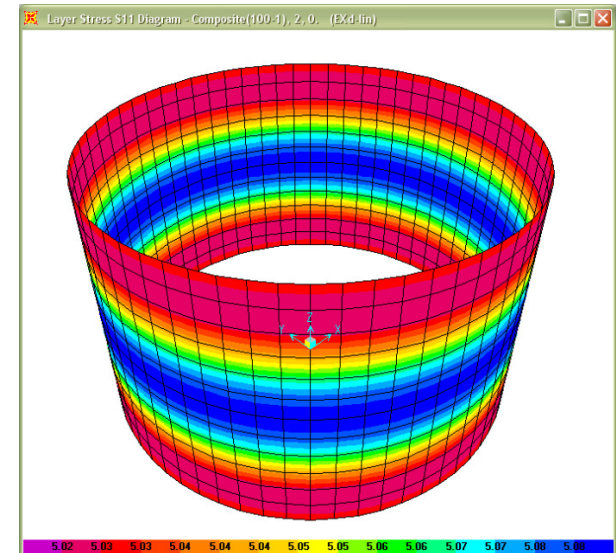 Layer Stress S11 Diagram - Composite(100-1), 2, 0. (EXd-lin)
Z
Y X
5.02 5.03 5.03 5.04 5.04 5.04 5.05 5.05 5.06 5.06 5.07 5.07 5.08 5.08